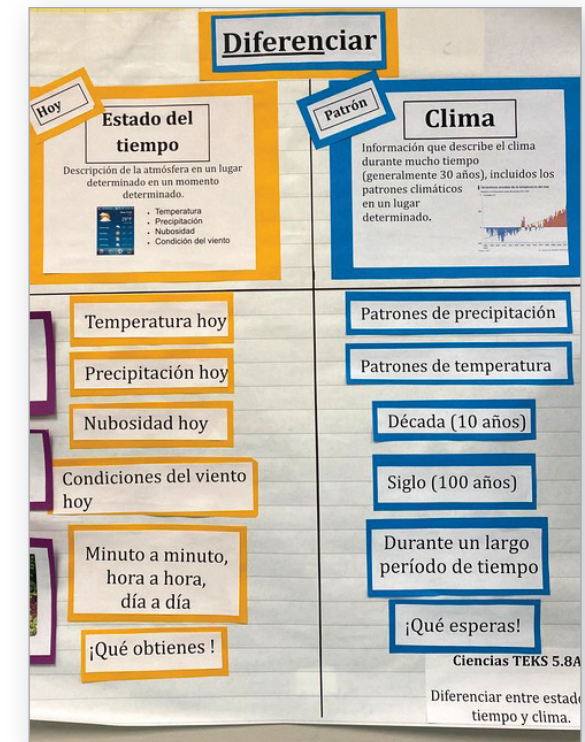 Diferenciar
Hoy
Estado del
tiempo
Descripción de la atmósfera en un lugar
determinado en un momento
determinado.
• Temperatura
• Precipitación
• Nubosidad
• Condición del viento
Patrón
Clima
Información que describe el clima
durante mucho tiempo
(generalmente 30 años), incluidos los
patrones climáticos
en un lugar
determinado.
Temperatura hoy
Precipitación hoy
Nubosidad hoy
Condiciones del viento
hoy
Minuto a minuto,
hora a hora,
día a día
¡Qué obtienes !
Patrones de precipitación
Patrones de temperatura
Década (10 años)
Siglo (100 años)
Durante un largo
período de tiempo
¡Qué esperas!
Ciencias TEKS 5.8A
Diferenciar entre estad
tiempo y clima.